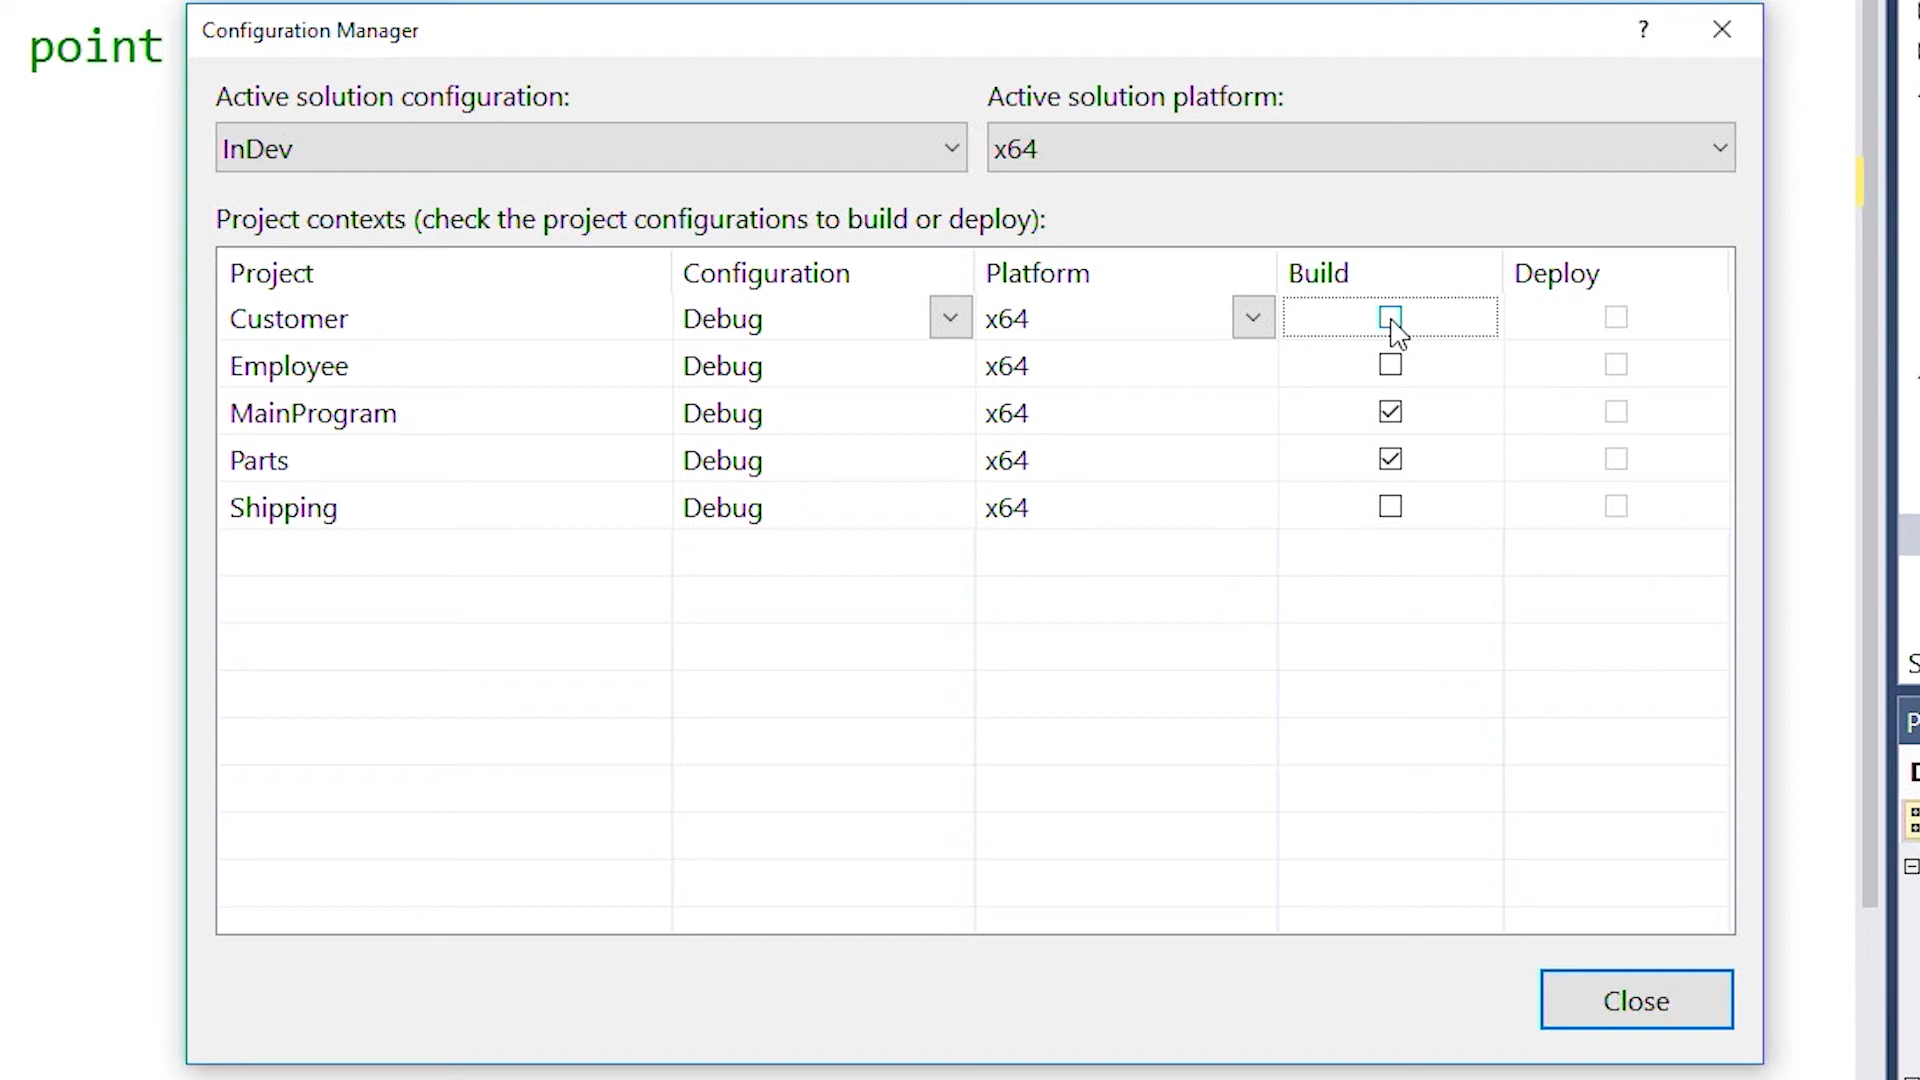 point
Configuration Manager
?
Active solution configuration:
Active solution platform:
InDev
x64
Project contexts (check the project configurations to build or deploy):
Project Configuration Platform Build Deploy
Customer Debug x64
Employee Debug x64
MainProgram Debug x64
Parts Debug x64
Shipping Debug x64
Close